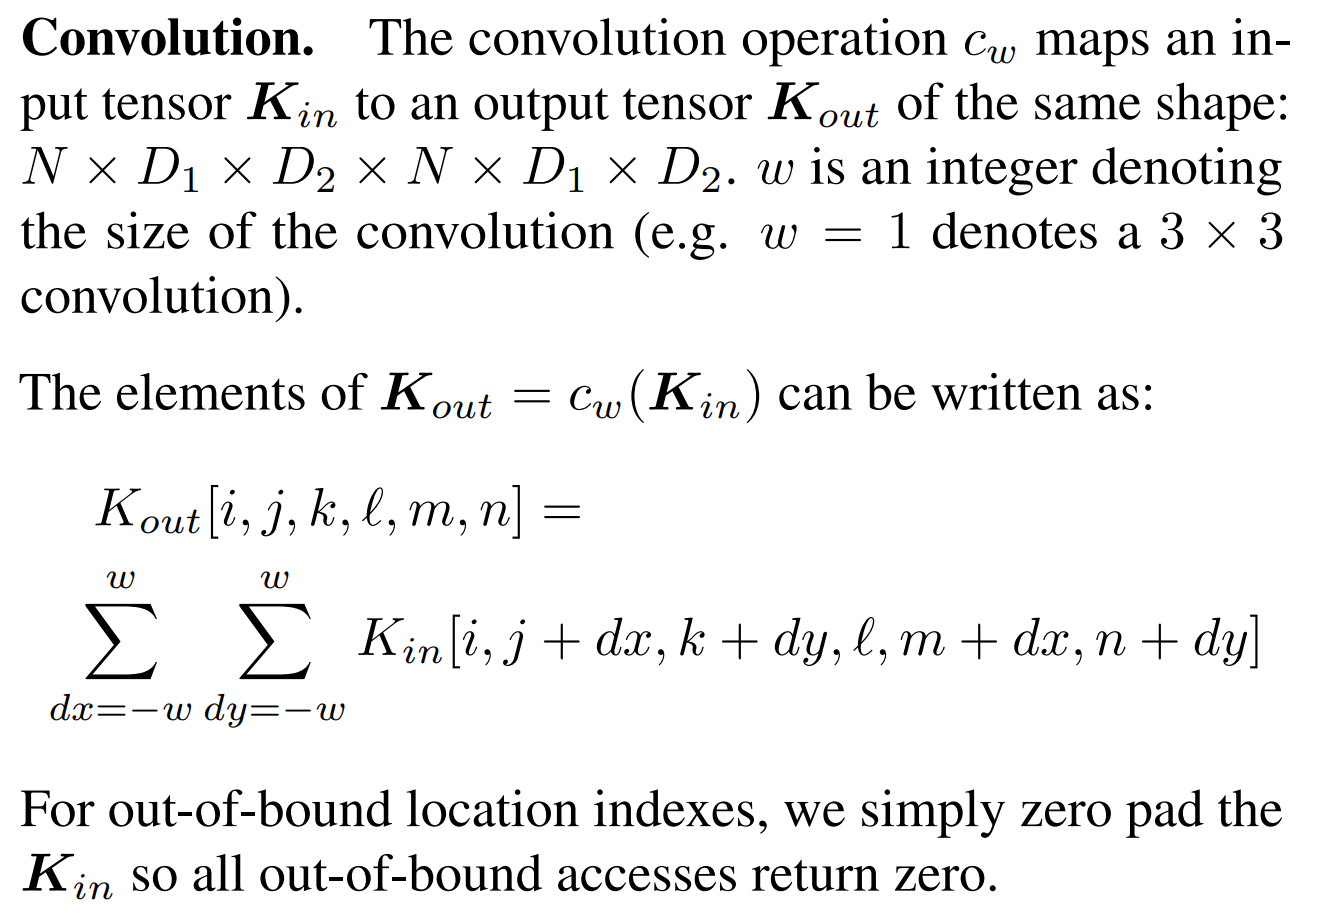 Convolution. The convolution operation $c_w$ maps an in-
put tensor $\boldsymbol{K}_{in}$ to an output tensor $\boldsymbol{K}_{out}$ of the same shape:
$N \times D_1 \times D_2 \times N \times D_1 \times D_2$. $w$ is an integer denoting
the size of the convolution (e.g. $w = 1$ denotes a $3 \times 3$
convolution).
The elements of $\boldsymbol{K}_{out} = c_w(\boldsymbol{K}_{in})$ can be written as:
$K_{out}[i, j, k, \ell, m, n] =$
$\sum_{dx=-w}^{w} \sum_{dy=-w}^{w} K_{in}[i, j + dx, k + dy, \ell, m + dx, n + dy]$
For out-of-bound location indexes, we simply zero pad the
$\boldsymbol{K}_{in}$ so all out-of-bound accesses return zero.